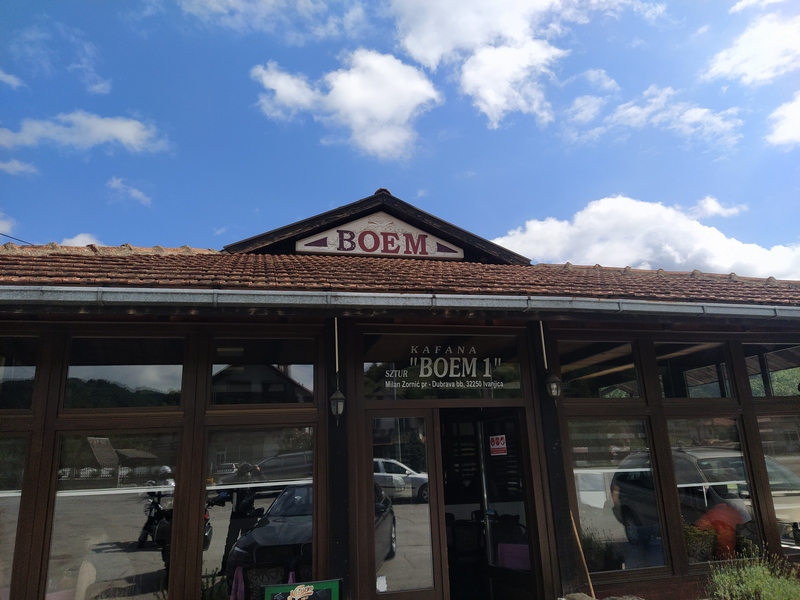 BOEM
KAFANA
SZTUR "BOEM 1"
Milan Zornić pr - Dubrava bb, 32250 Ivanjica